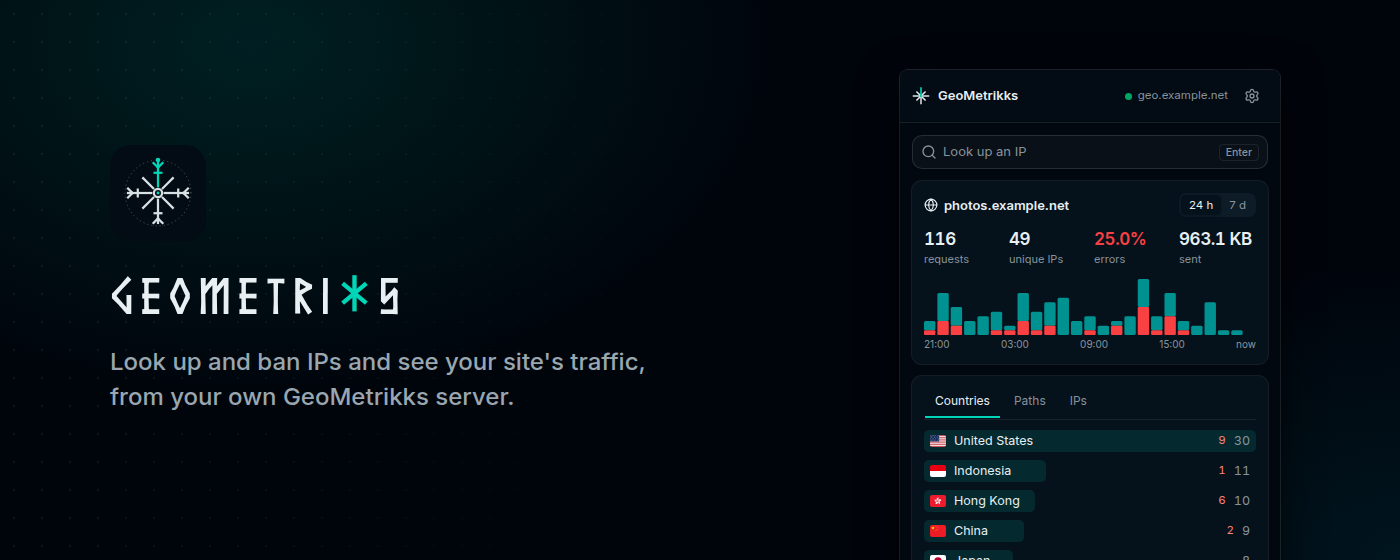 GEOMETRIKS
Look up and ban IPs and see your site's traffic,
from your own GeoMetrikks server.
GeoMetrikks
geo.example.net
Look up an IP
Enter
photos.example.net
24 h
7 d
116
49
25.0%
963.1 KB
requests
unique IPs
errors
sent
21:00
03:00
09:00
15:00
now
Countries
Paths
IPs
United States
9
30
Indonesia
1
11
Hong Kong
6
10
China
2
9
Japan
8